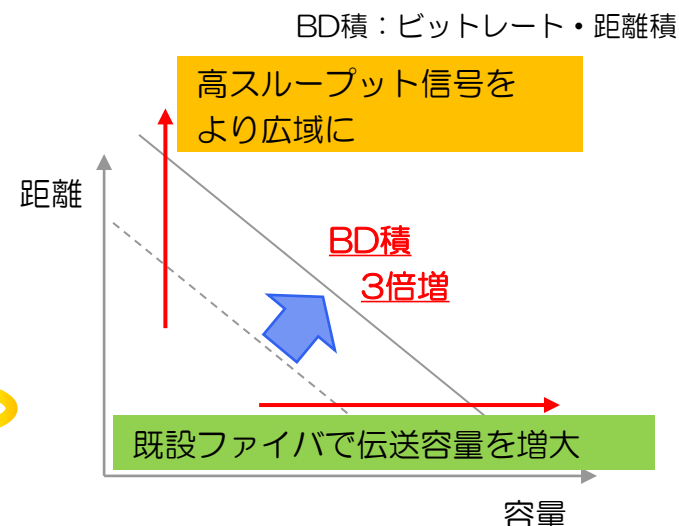 BD積：ビットレート・距離積
高スループット信号を
より広域に
距離
BD積
3倍増
既設ファイバで伝送容量を増大
容量